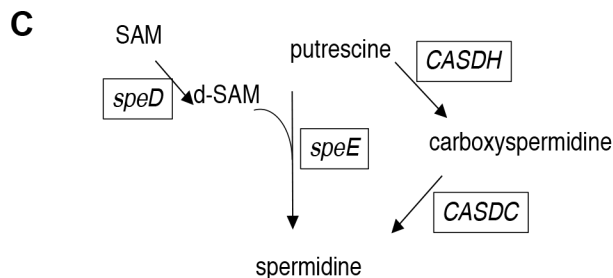 C
SAM
putrescine
CASDH
speD
d-SAM
speE
carboxyspermidine
CASDC
spermidine